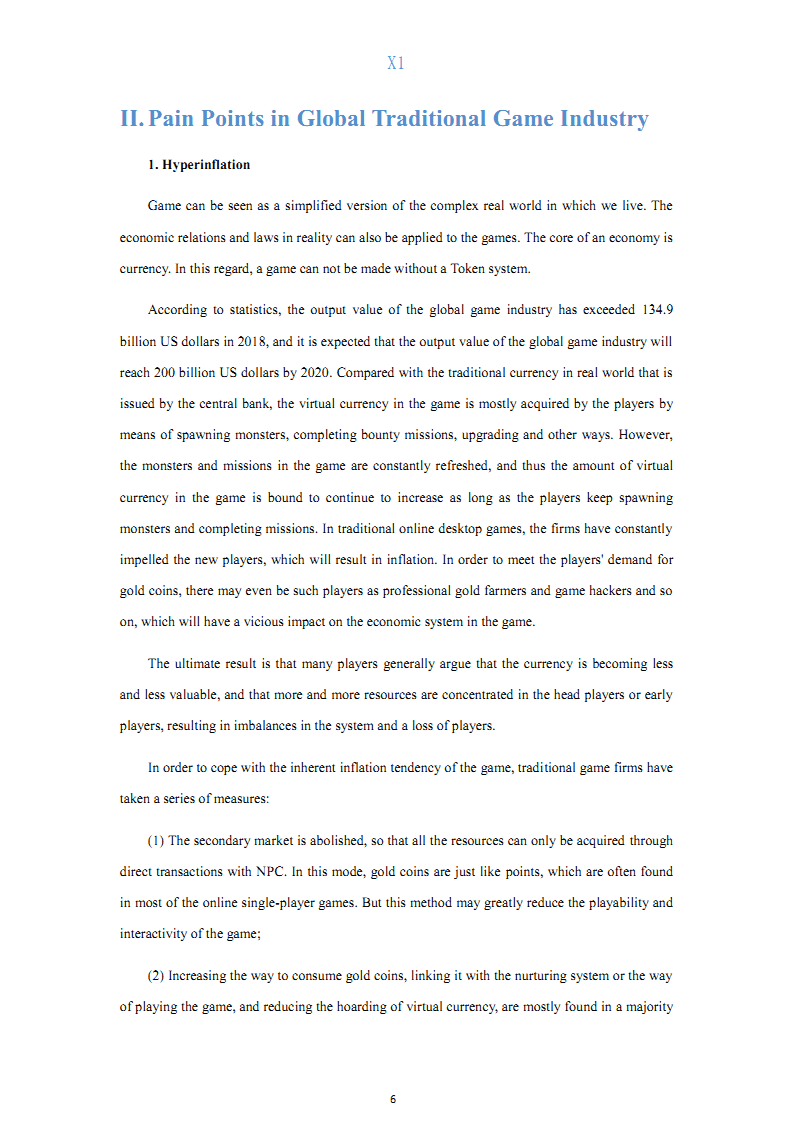 X1
II. Pain Points in Global Traditional Game Industry
1. Hyperinflation
Game can be seen as a simplified version of the complex real world in which we live. The
economic relations and laws in reality can also be applied to the games. The core of an economy is
currency. In this regard, a game can not be made without a Token system.
According to statistics, the output value of the global game industry has exceeded 134.9
billion US dollars in 2018, and it is expected that the output value of the global game industry will
reach 200 billion US dollars by 2020. Compared with the traditional currency in real world that is
issued by the central bank, the virtual currency in the game is mostly acquired by the players by
means of spawning monsters, completing bounty missions, upgrading and other ways. However,
the monsters and missions in the game are constantly refreshed, and thus the amount of virtual
currency in the game is bound to continue to increase as long as the players keep spawning
monsters and completing missions. In traditional online desktop games, the firms have constantly
impelled the new players, which will result in inflation. In order to meet the players' demand for
gold coins, there may even be such players as professional gold farmers and game hackers and so
on, which will have a vicious impact on the economic system in the game.
The ultimate result is that many players generally argue that the currency is becoming less
and less valuable, and that more and more resources are concentrated in the head players or early
players, resulting in imbalances in the system and a loss of players.
In order to cope with the inherent inflation tendency of the game, traditional game firms have
taken a series of measures:
(1) The secondary market is abolished, so that all the resources can only be acquired through
direct transactions with NPC. In this mode, gold coins are just like points, which are often found
in most of the online single-player games. But this method may greatly reduce the playability and
interactivity of the game;
(2) Increasing the way to consume gold coins, linking it with the nurturing system or the way
of playing the game, and reducing the hoarding of virtual currency, are mostly found in a majority
6